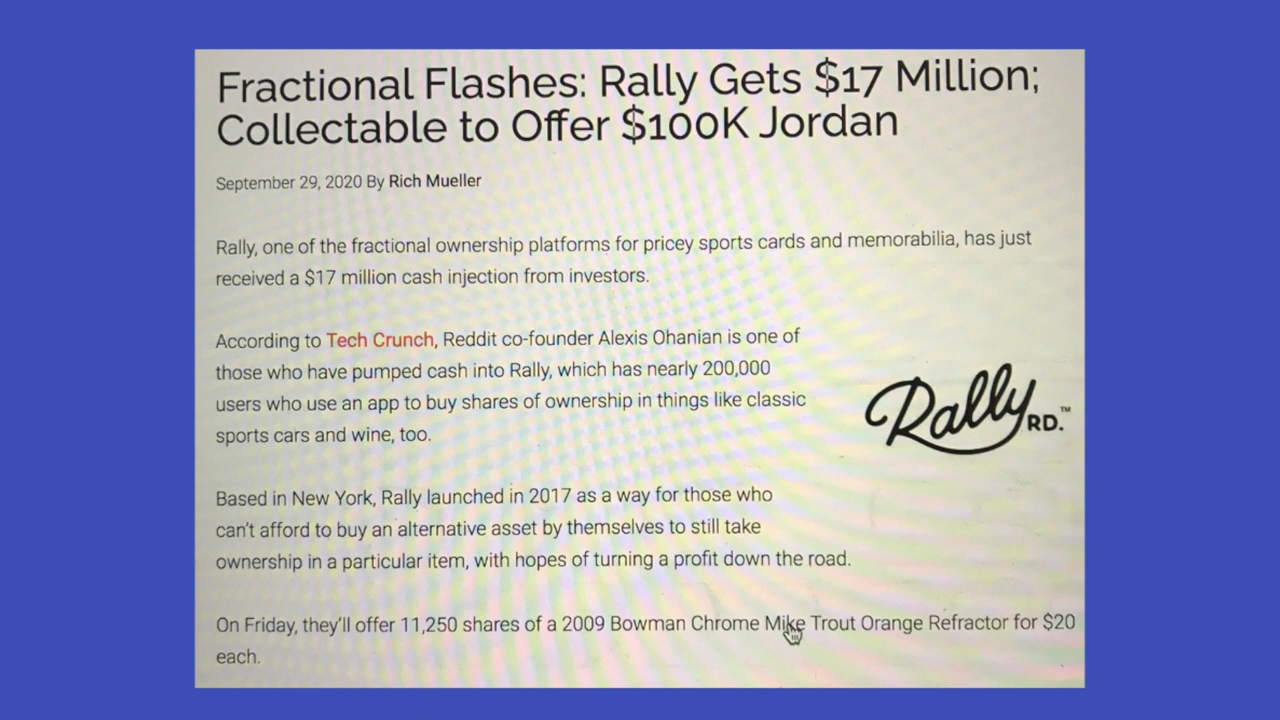 Fractional Flashes: Rally Gets $17 Million;
Collectable to Offer $100K Jordan
September 29, 2020 By Rich Mueller
Rally, one of the fractional ownership platforms for pricey sports cards and memorabilia, has just
received a $17 million cash injection from investors.
According to Tech Crunch, Reddit co-founder Alexis Ohanian is one of
those who have pumped cash into Rally, which has nearly 200,000
users who use an app to buy shares of ownership in things like classic
sports cars and wine, too.
Rally RD.™
Based in New York, Rally launched in 2017 as a way for those who
can't afford to buy an alternative asset by themselves to still take
ownership in a particular item, with hopes of turning a profit down the road.
On Friday, they'll offer 11,250 shares of a 2009 Bowman Chrome Mike Trout Orange Refractor for $20
each.